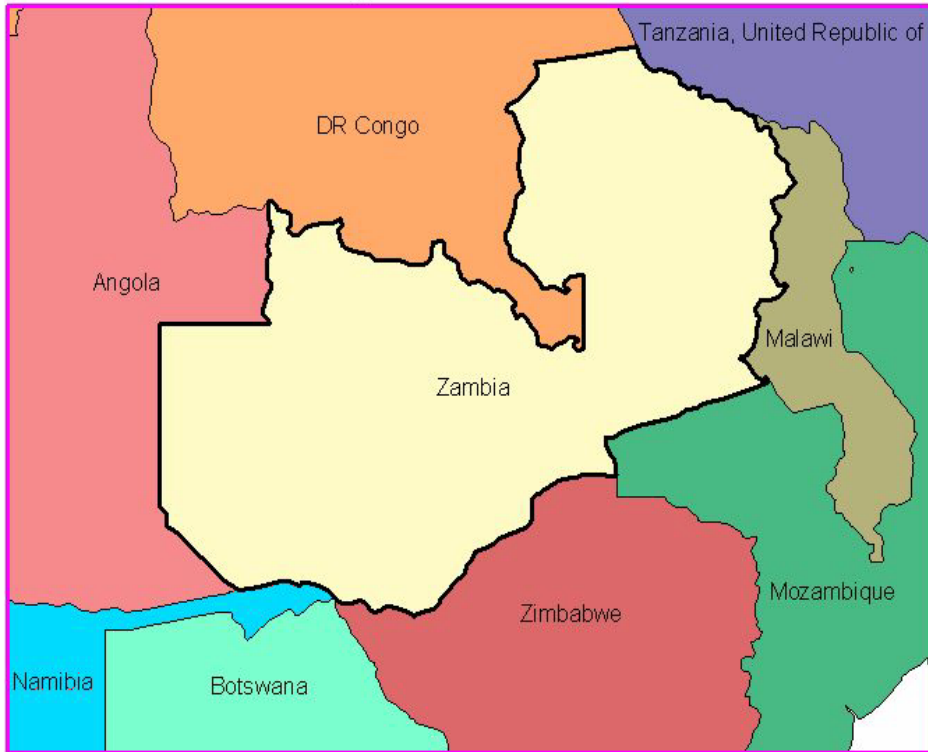 Tanzania, United Republic of
DR Congo
Angola
Malawi
Zambia
Mozambique
Zimbabwe
Namibia
Botswana